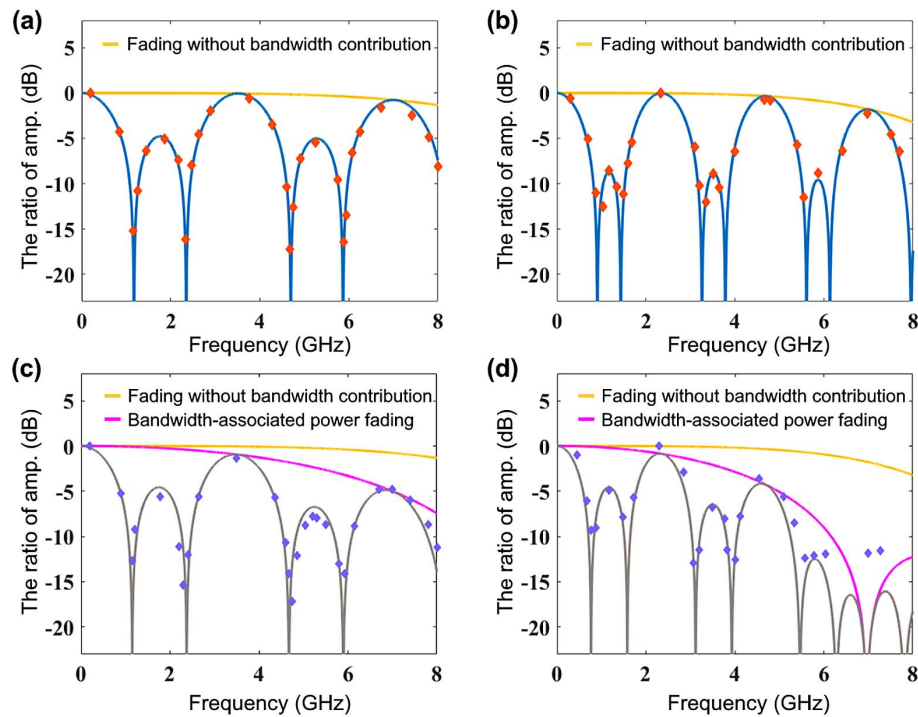 (a)
Fading without bandwidth contribution
The ratio of amp. (dB)
5
0
-5
-10
-15
-20
0
2
4
6
8
Frequency (GHz)
(b)
Fading without bandwidth contribution
The ratio of amp. (dB)
5
0
-5
-10
-15
-20
0
2
4
6
8
Frequency (GHz)
(c)
Fading without bandwidth contribution
Bandwidth-associated power fading
The ratio of amp. (dB)
5
0
-5
-10
-15
-20
0
2
4
6
8
Frequency (GHz)
(d)
Fading without bandwidth contribution
Bandwidth-associated power fading
The ratio of amp. (dB)
5
0
-5
-10
-15
-20
0
2
4
6
8
Frequency (GHz)